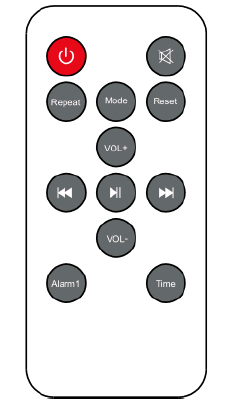 Repeat Mode Reset
VOL+
VOL-
Alarm1 Time